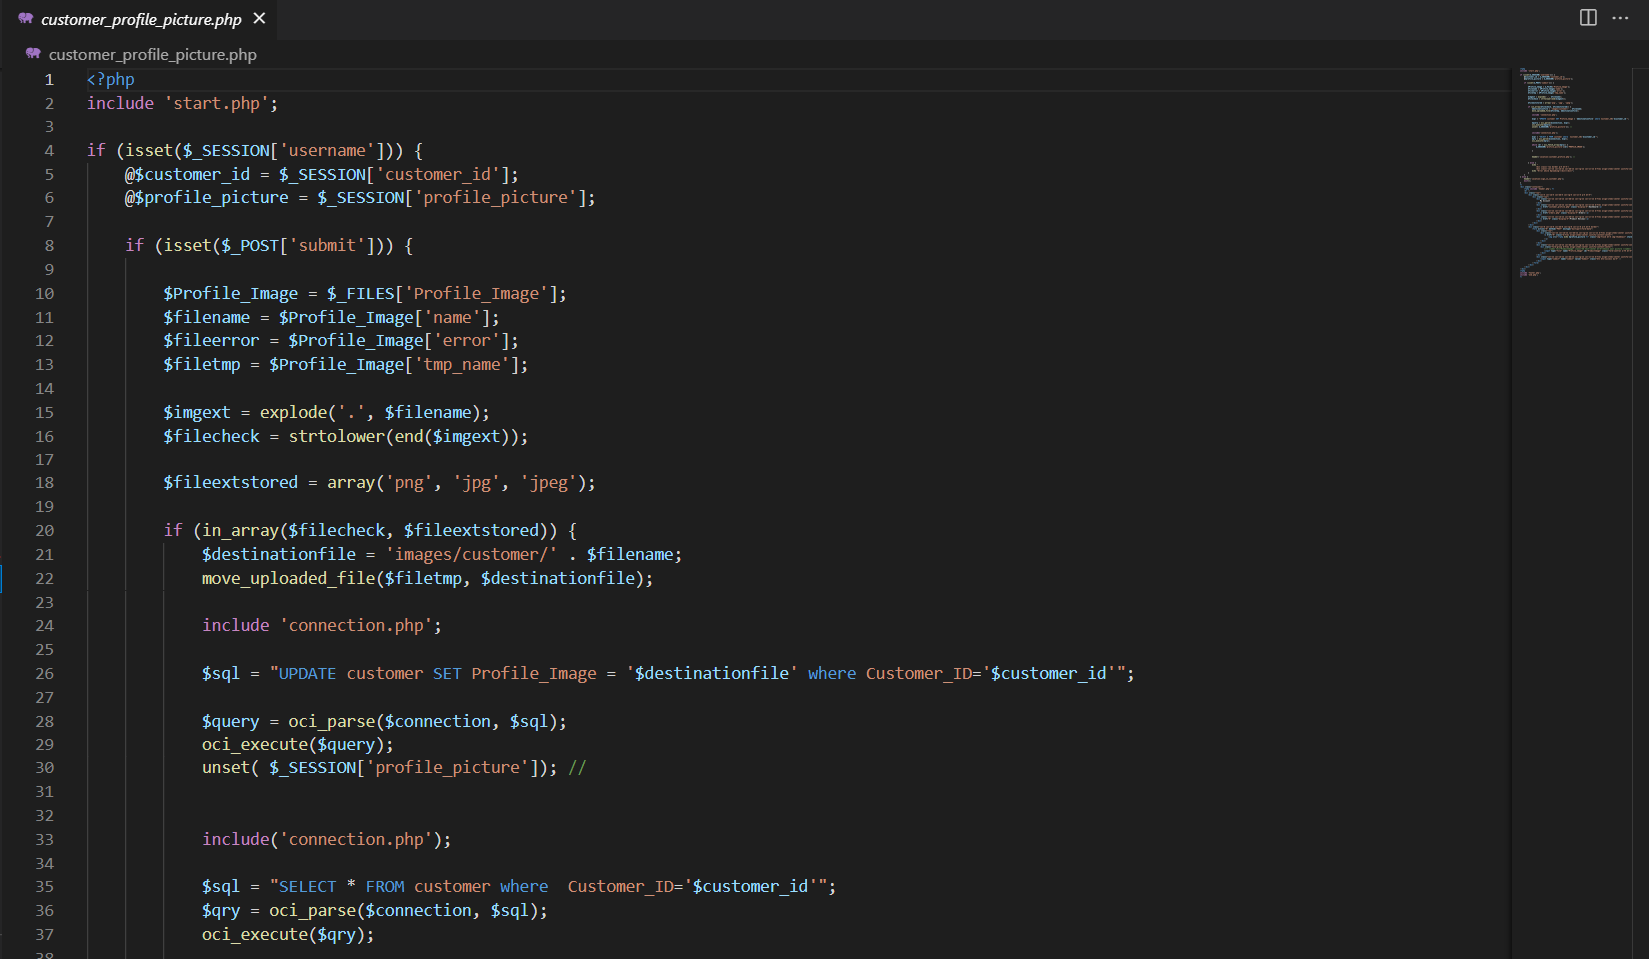 customer_profile_picture.php
customer_profile_picture.php
1 <?php
2 include 'start.php';
3
4 if (isset($_SESSION['username'])) {
5 @$customer_id = $_SESSION['customer_id'];
6 @$profile_picture = $_SESSION['profile_picture'];
7
8 if (isset($_POST['submit'])) {
9
10 $Profile_Image = $_FILES['Profile_Image'];
11 $filename = $Profile_Image['name'];
12 $fileerror = $Profile_Image['error'];
13 $filetmp = $Profile_Image['tmp_name'];
14
15 $imgext = explode('.', $filename);
16 $filecheck = strtolower(end($imgext));
17
18 $fileextstored = array('png', 'jpg', 'jpeg');
19
20 if (in_array($filecheck, $fileextstored)) {
21 $destinationfile = 'images/customer/' . $filename;
22 move_uploaded_file($filetmp, $destinationfile);
23
24 include 'connection.php';
25
26 $sql = "UPDATE customer SET Profile_Image = '$destinationfile' where Customer_ID='$customer_id'";
27
28 $query = oci_parse($connection, $sql);
29 oci_execute($query);
30 unset( $_SESSION['profile_picture']); //
31
32
33 include('connection.php');
34
35 $sql = "SELECT * FROM customer where  Customer_ID='$customer_id'";
36 $qry = oci_parse($connection, $sql);
37 oci_execute($qry);
38